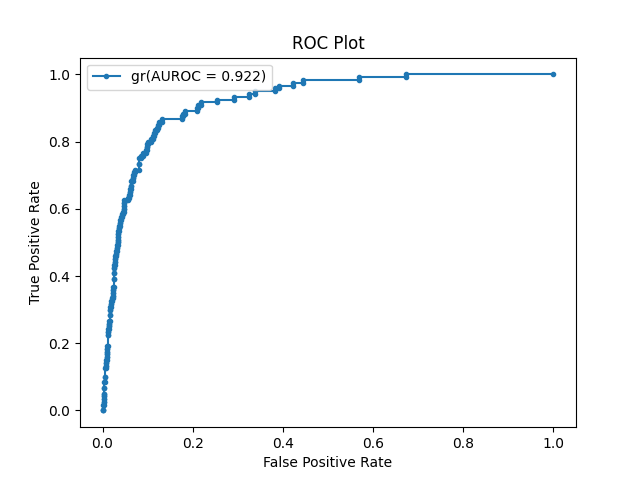 ROC Plot
gr(AUROC = 0.922)
1.0
0.8
0.6
0.4
0.2
0.0
True Positive Rate
0.0 0.2 0.4 0.6 0.8 1.0
False Positive Rate